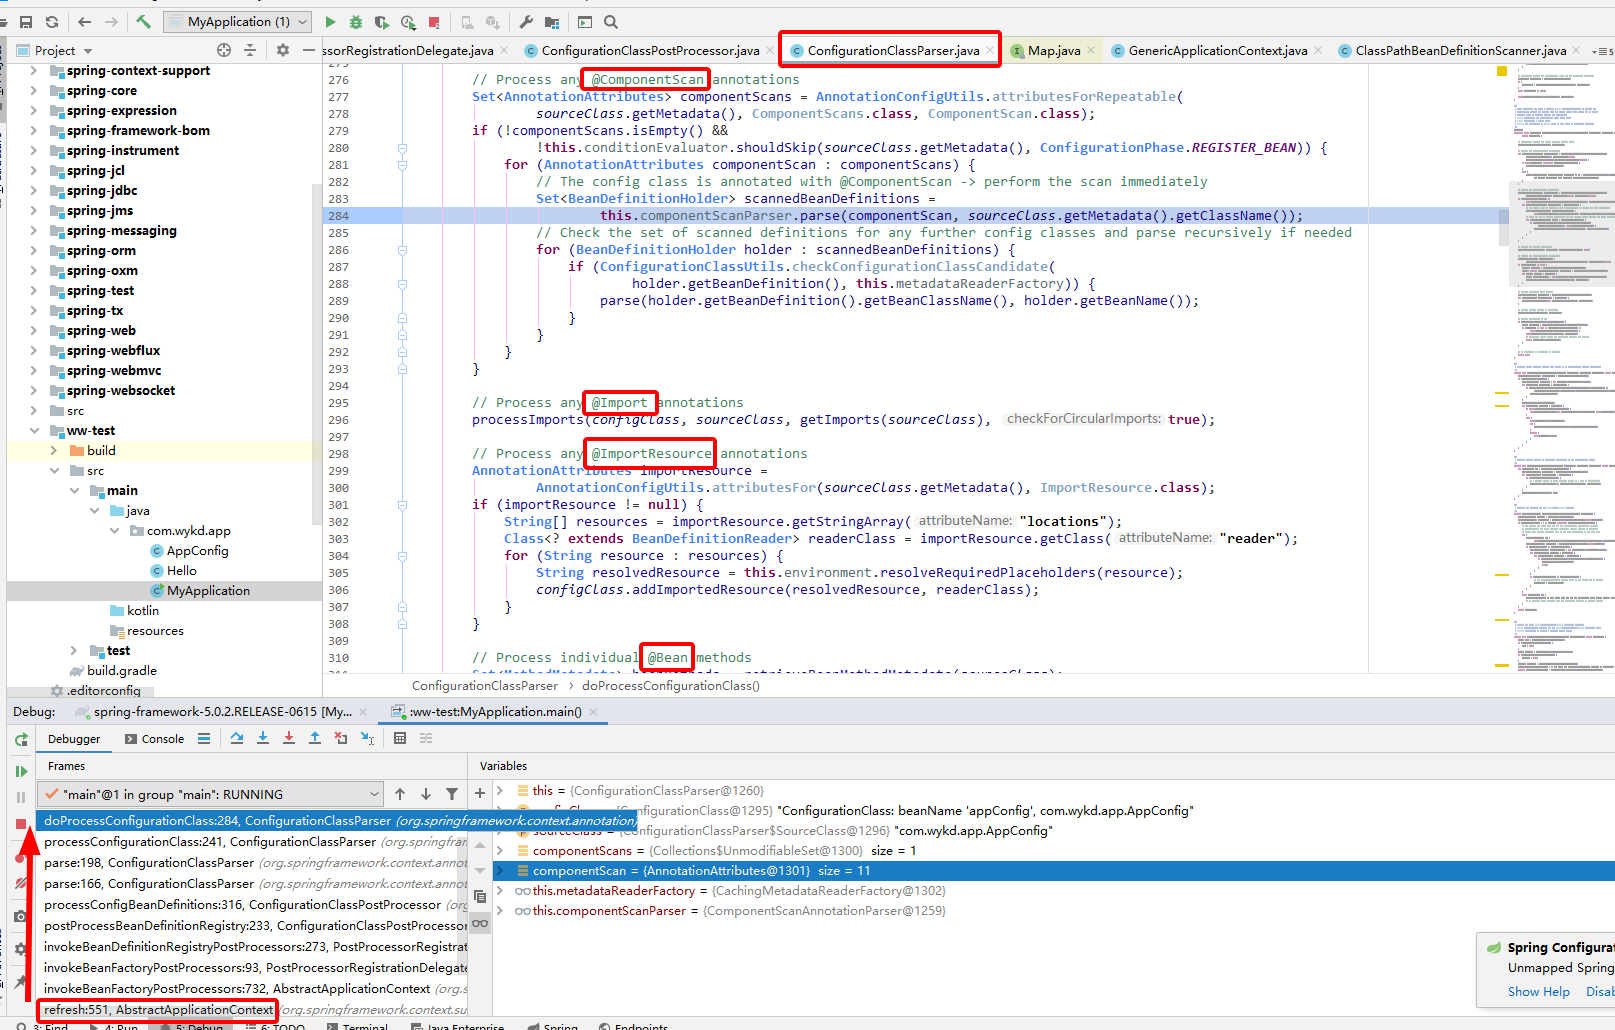 MyApplication (1)
Project
ssorRegistrationDelegate.java
ConfigurationClassPostProcessor.java
ConfigurationClassParser.java
Map.java
GenericApplicationContext.java
ClassPathBeanDefinitionScanner.java
spring-context-support
spring-core
spring-expression
spring-framework-bom
spring-instrument
spring-jcl
spring-jdbc
spring-jms
spring-messaging
spring-orm
spring-oxm
spring-test
spring-tx
spring-web
spring-webflux
spring-webmvc
spring-websocket
src
ww-test
build
src
main
java
com.wykd.app
AppConfig
Hello
MyApplication
kotlin
resources
test
build.gradle
.editorconfig
276 // Process any @ComponentScan annotations
277 Set<AnnotationAttributes> componentScans = AnnotationConfigUtils.attributesForRepeatable(
278 sourceClass.getMetadata(), ComponentScans.class, ComponentScan.class);
279 if (!componentScans.isEmpty() &&
280 !this.conditionEvaluator.shouldSkip(sourceClass.getMetadata(), ConfigurationPhase.REGISTER_BEAN)) {
281 for (AnnotationAttributes componentScan : componentScans) {
282 // The config class is annotated with @ComponentScan -> perform the scan immediately
283 Set<BeanDefinitionHolder> scannedBeanDefinitions =
284 this.componentScanParser.parse(componentScan, sourceClass.getMetadata().getClassName());
285 // Check the set of scanned definitions for any further config classes and parse recursively if needed
286 for (BeanDefinitionHolder holder : scannedBeanDefinitions) {
287 if (ConfigurationClassUtils.checkConfigurationClassCandidate(
288 holder.getBeanDefinition(), this.metadataReaderFactory)) {
289 parse(holder.getBeanDefinition().getBeanClassName(), holder.getBeanName());
290 }
291 }
292 }
293 }
294
295 // Process any @Import annotations
296 processImports(configClass, sourceClass, getImports(sourceClass), checkForCircularImports: true);
297
298 // Process any @ImportResource annotations
299 AnnotationAttributes importResource =
300 AnnotationConfigUtils.attributesFor(sourceClass.getMetadata(), ImportResource.class);
301 if (importResource != null) {
302 String[] resources = importResource.getStringArray( attributeName: "locations");
303 Class<? extends BeanDefinitionReader> readerClass = importResource.getClass( attributeName: "reader");
304 for (String resource : resources) {
305 String resolvedResource = this.environment.resolveRequiredPlaceholders(resource);
306 configClass.addImportedResource(resolvedResource, readerClass);
307 }
308 }
309
310 // Process individual @Bean methods
ConfigurationClassParser › doProcessConfigurationClass()
Debug: spring-framework-5.0.2.RELEASE-0615 [My... :ww-test:MyApplication.main()
Debugger Console
Frames
"main"@1 in group "main": RUNNING
doProcessConfigurationClass:284, ConfigurationClassParser (org.springframework.context.annotation)
processConfigurationClass:241, ConfigurationClassParser (org.springfram
parse:198, ConfigurationClassParser (org.springframework.context.annot
parse:166, ConfigurationClassParser (org.springframework.context.annot
processConfigBeanDefinitions:316, ConfigurationClassPostProcessor (org
postProcessBeanDefinitionRegistry:233, ConfigurationClassPostProcessor
invokeBeanDefinitionRegistryPostProcessors:273, PostProcessorRegistrat
invokeBeanFactoryPostProcessors:93, PostProcessorRegistrationDelegate
invokeBeanFactoryPostProcessors:732, AbstractApplicationContext (org.s
refresh:551, AbstractApplicationContext (org.springframework.context.su
Variables
this = {ConfigurationClassParser@1260}
{ConfigurationClass@1295} "ConfigurationClass: beanName 'appConfig', com.wykd.app.AppConfig"
sourceClass = {ConfigurationClassParser$SourceClass@1296} "com.wykd.app.AppConfig"
componentScans = {Collections$UnmodifiableSet@1300} size = 1
componentScan = {AnnotationAttributes@1301} size = 11
this.metadataReaderFactory = {CachingMetadataReaderFactory@1302}
this.componentScanParser = {ComponentScanAnnotationParser@1259}
Spring Configurat
Unmapped Spring
Show Help Disab
3: Find 4: Run 5: Debug 6: TODO Terminal Java Enterprise Spring Endpoints